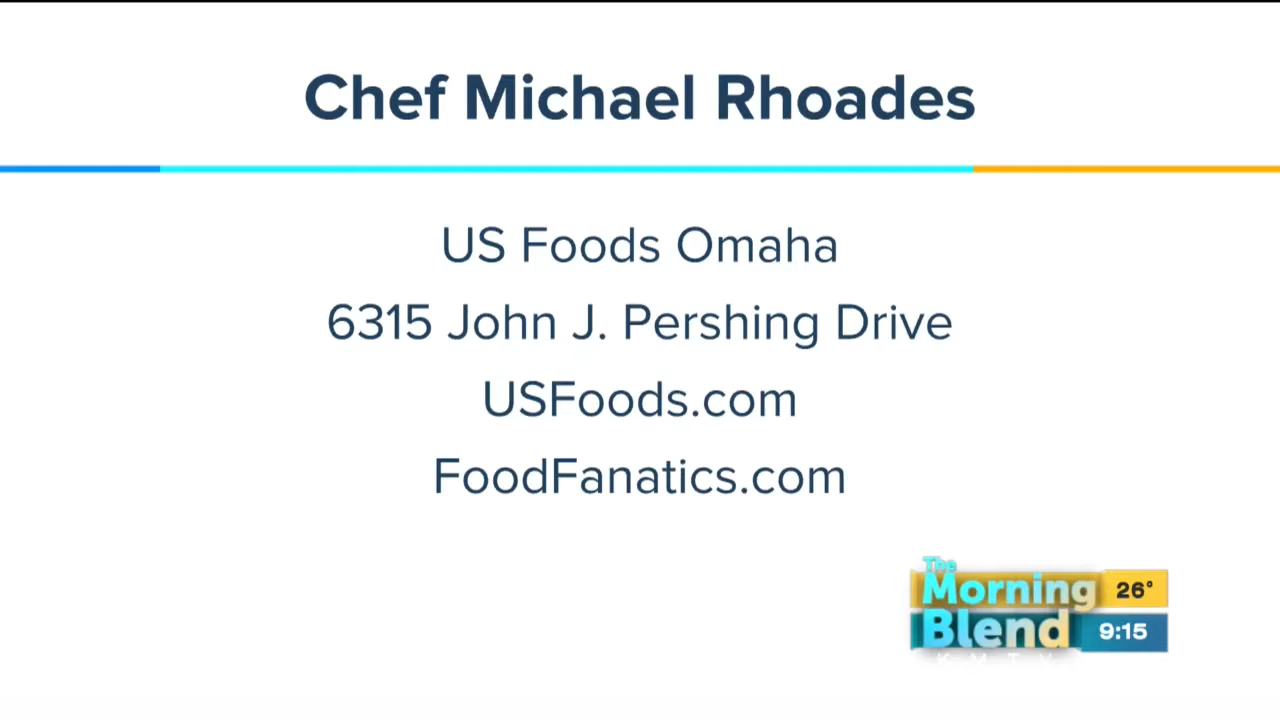 Chef Michael Rhoades
US Foods Omaha
6315 John J. Pershing Drive
USFoods.com
FoodFanatics.com
The
Morning
26°
Blend
9:15
KMTV